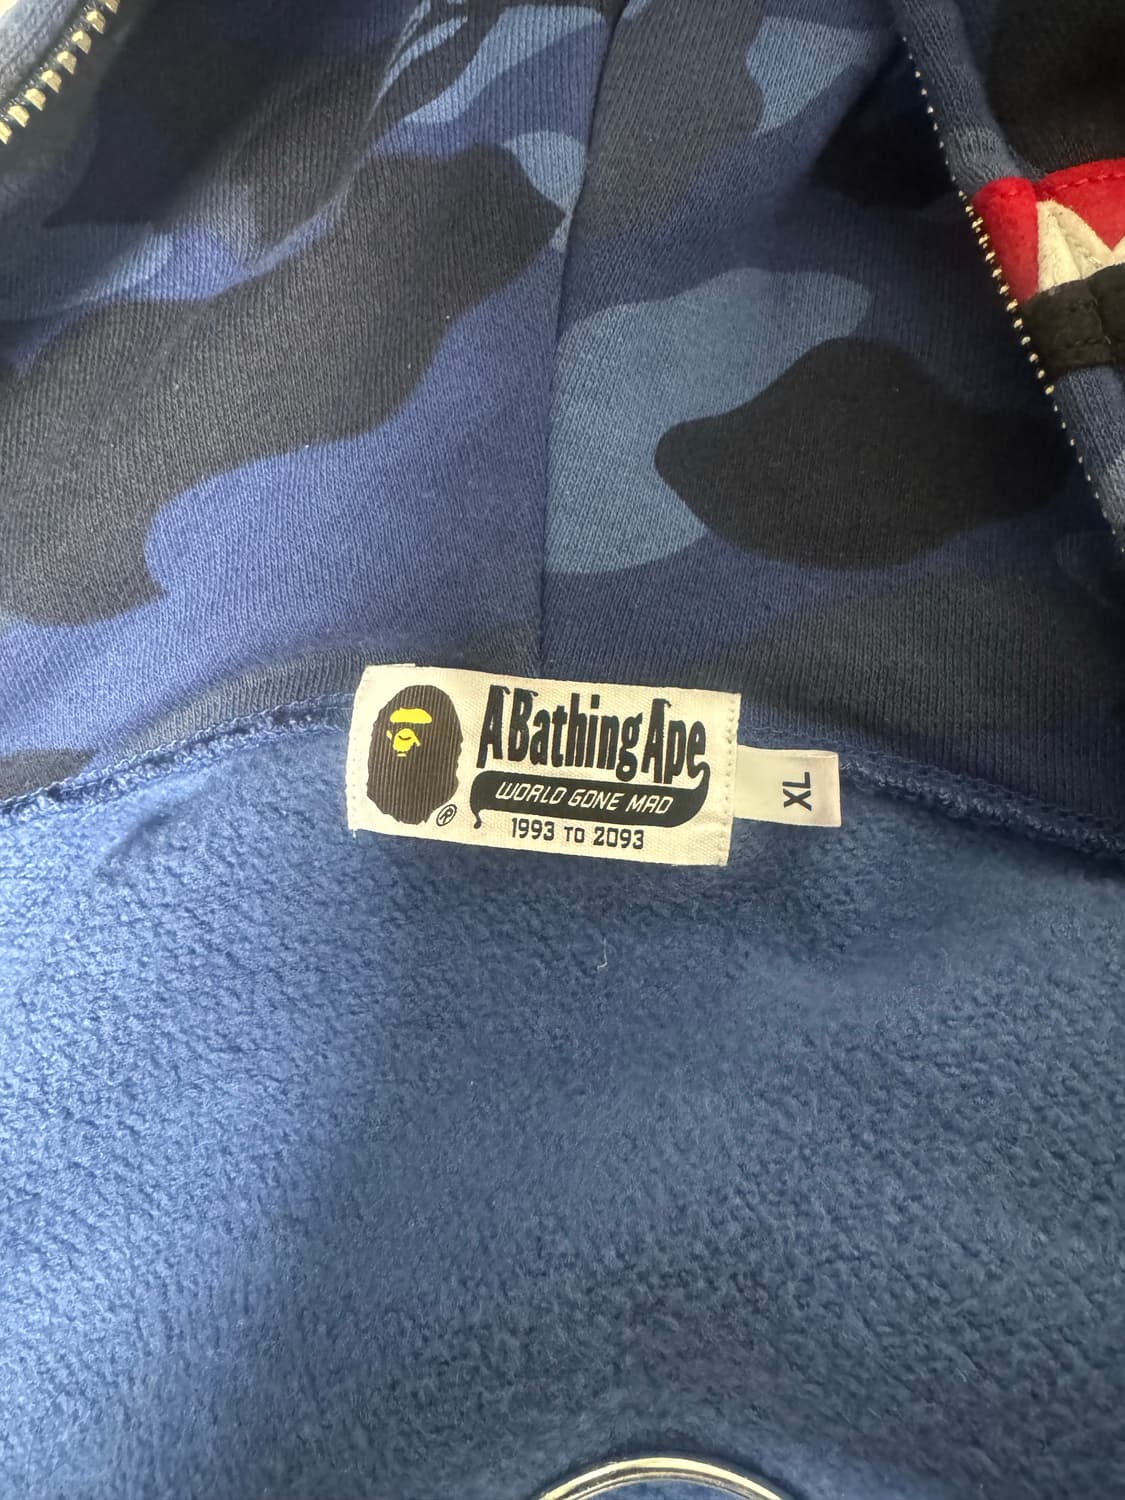 A Bathing Ape
WORLD GONE MAD
1993 TO 2093
®
XL